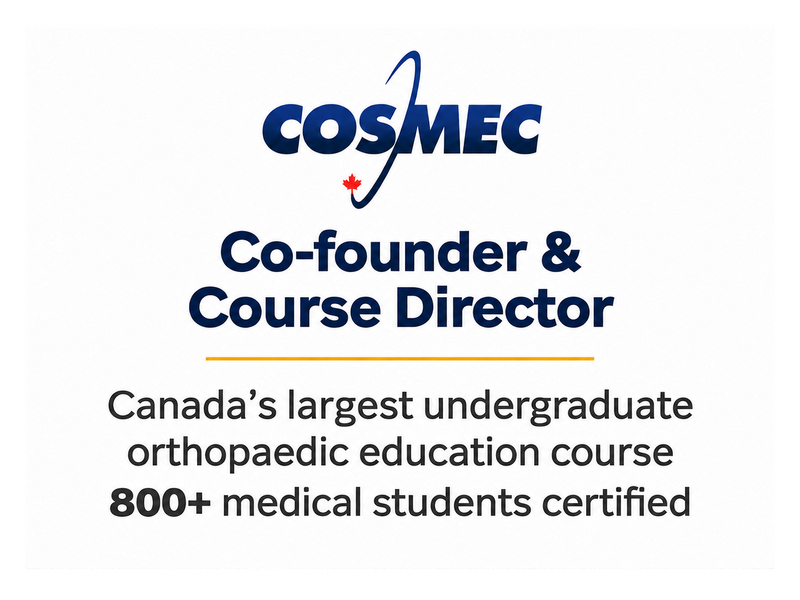 COSMEC
Co-founder &
Course Director
Canada’s largest undergraduate
orthopaedic education course
800+ medical students certified